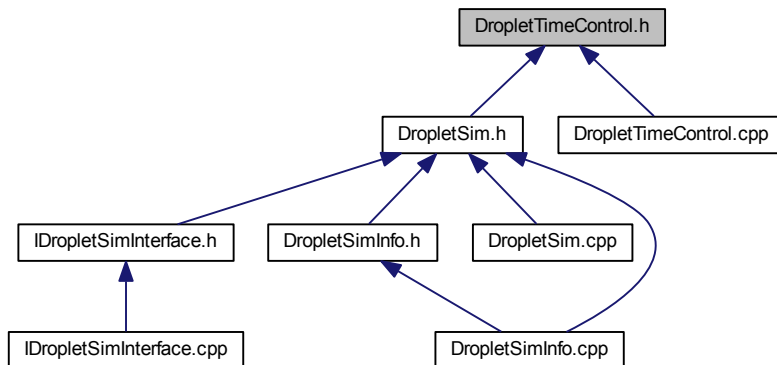 DropletTimeControl.h
DropletSim.h
DropletTimeControl.cpp
IDropletSimInterface.h
DropletSimInfo.h
DropletSim.cpp
IDropletSimInterface.cpp
DropletSimInfo.cpp